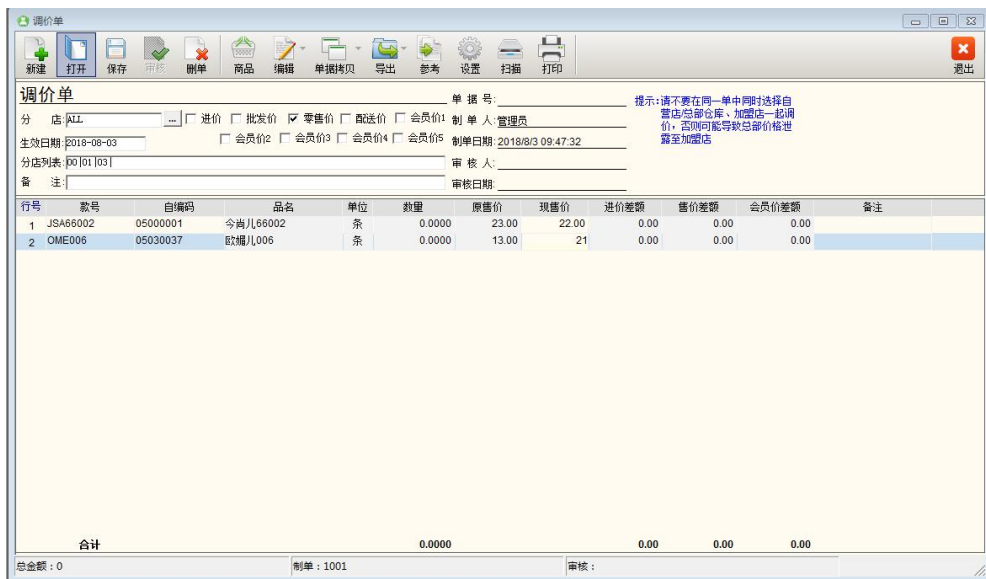 调价单
新建 打开 保存 审核 删单 商品 编辑 单据拷贝 导出 参考 设置 扫描 打印 退出
调价单 单 据 号: 提示:请不要在同一单中同时选择自
分 店:ALL ... 进价 批发价 零售价 配送价 会员价1 制 单 人:管理员 营店/总部仓库、加盟店一起调
生效日期:2018-08-03 会员价2 会员价3 会员价4 会员价5 制单日期:2018/8/3 09:47:32 价，否则可能导致总部价格泄
露至加盟店
分店列表:00|01|03| 审 核 人:
备 注: 审核日期:
行号 款号 自编码 品名 单位 数量 原售价 现售价 进价差额 售价差额 会员价差额 备注
1 JSA66002 05000001 今尚儿66002 条 0.0000 23.00 22.00 0.00 0.00 0.00
2 OME006 05030037 欧媚儿006 条 0.0000 13.00 21 0.00 0.00 0.00
合计 0.0000 0.00 0.00 0.00
总金额：0 制单：1001 审核：